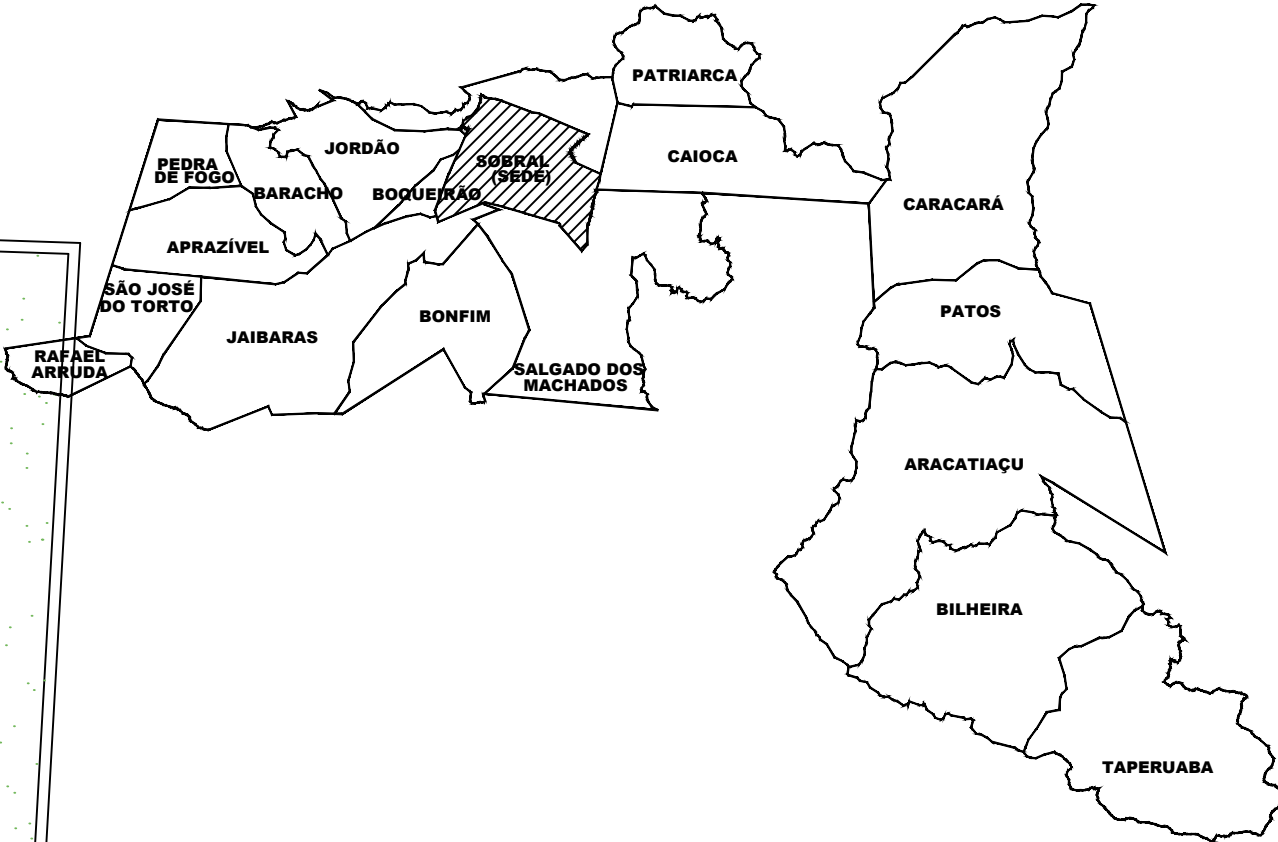 PATRIARCA
CAIOCA
CARACARÁ
JORDÃO
PEDRA
DE FOGO
BARACHO
BOQUEIRÃO
SOBRAL
(SEDE)
APRAZÍVEL
SÃO JOSÉ
DO TORTO
JAIBARAS
BONFIM
PATOS
RAFAEL
ARRUDA
SALGADO DOS
MACHADOS
ARACATIAÇU
BILHEIRA
TAPERUABA